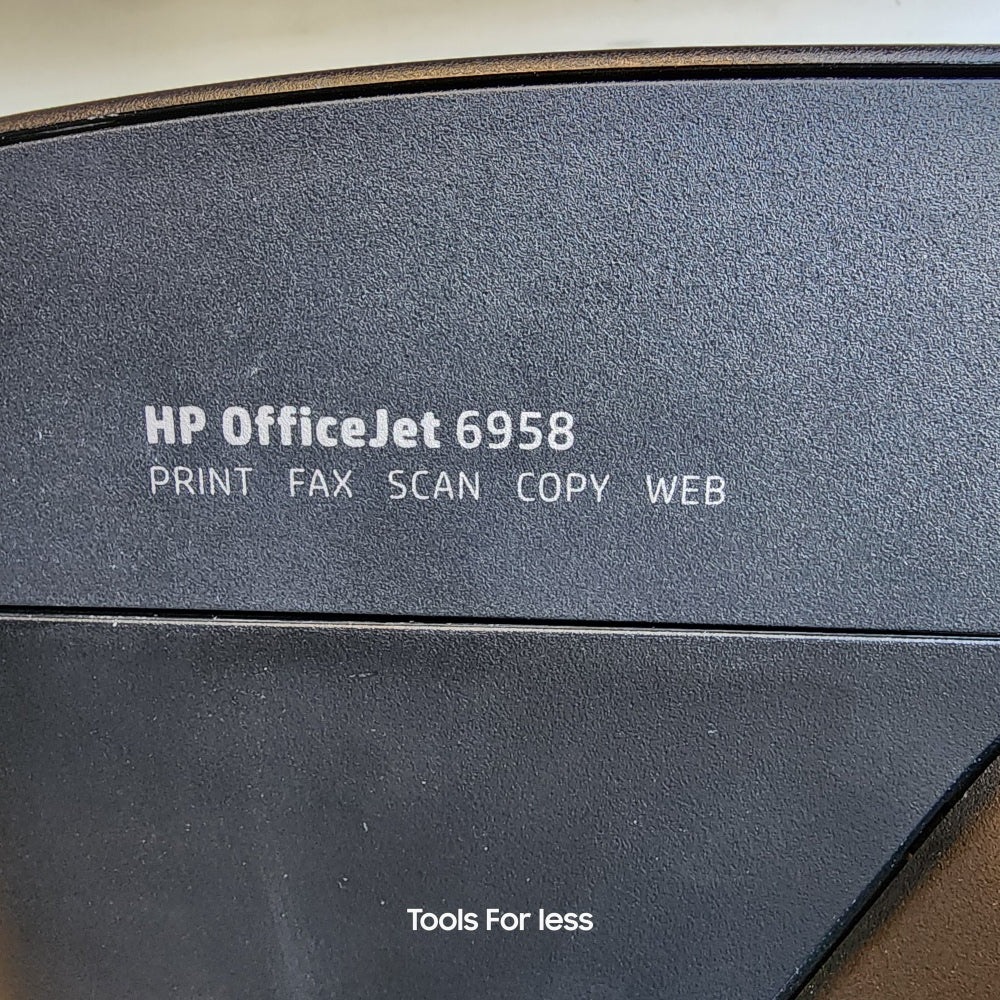 HP OfficeJet 6958
PRINT FAX SCAN COPY WEB
Tools For less